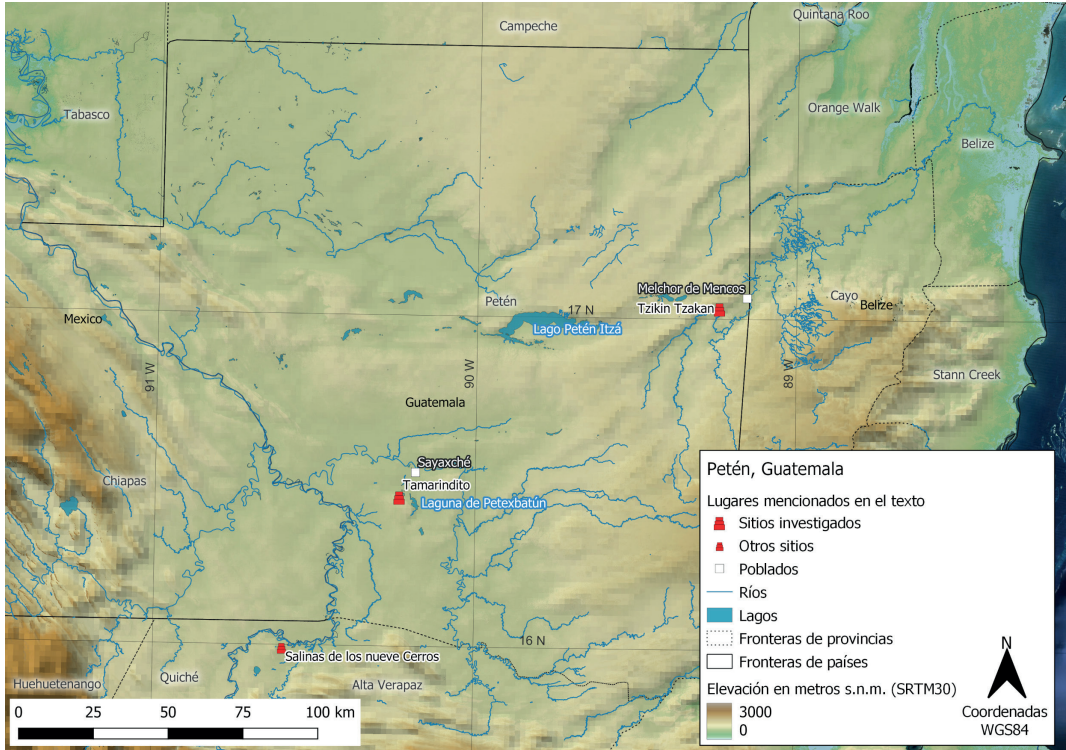 Campeche
Quintana Roo
Tabasco
Orange Walk
Belize
Melchor de Mencos
Petén
17 N
Tzikin Tzakan
Cayo
Belize
Mexico
Lago Petén Itzá
91 W
90 W
89 W
Stann Creek
Guatemala
Sayaxché
Chiapas
Tamarindito
Laguna de Petexbatún
16 N
Salinas de los nueve Cerros
Huehuetenango
Quiché
Alta Verapaz
0 25 50 75 100 km
Petén, Guatemala
Lugares mencionados en el texto
Sitios investigados
Otros sitios
Poblados
Ríos
Lagos
Fronteras de provincias
Fronteras de países
Elevación en metros s.n.m. (SRTM30)
3000
0
N
Coordenadas
WGS84